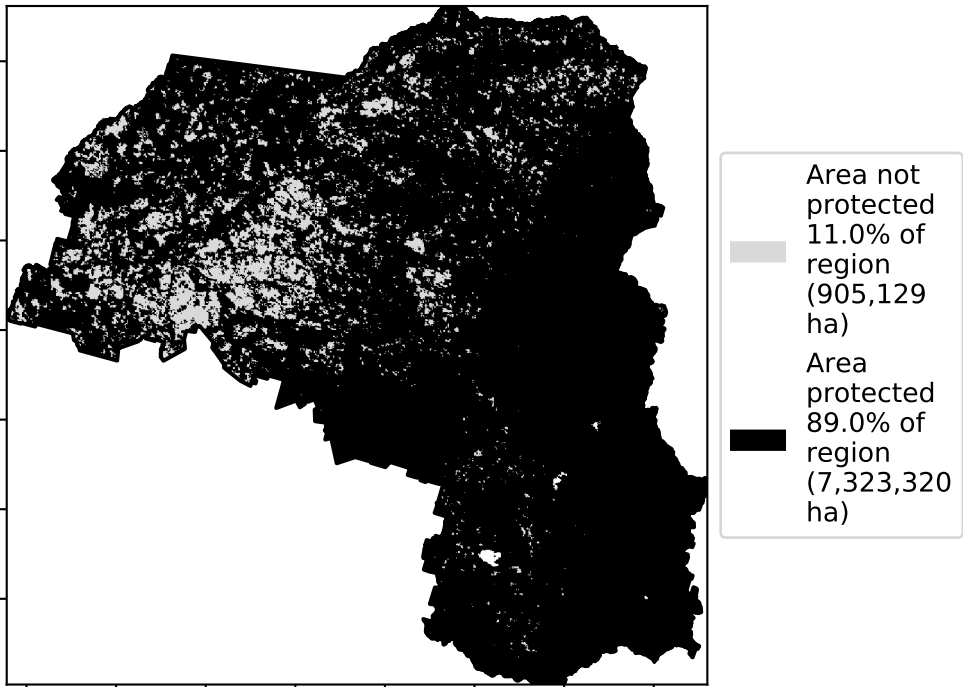 Area not
protected
11.0% of
region
(905,129
ha)
Area
protected
89.0% of
region
(7,323,320
ha)